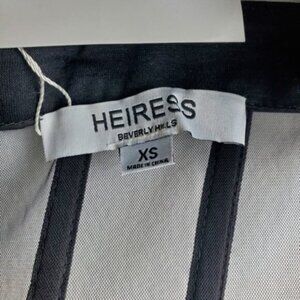 HEIRESS
BEVERLY HILLS
XS
MADE IN CHINA